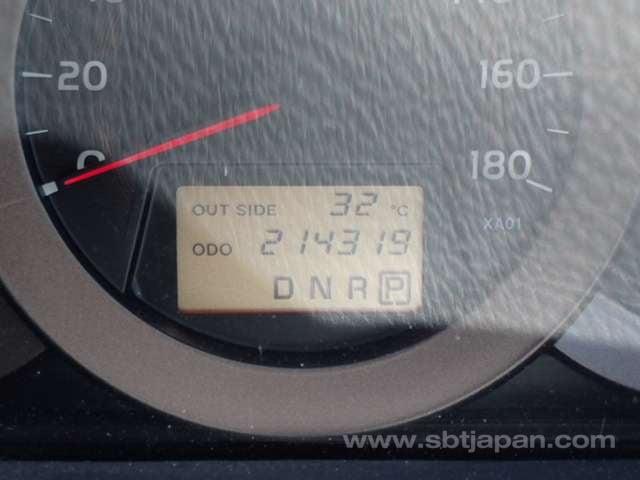 20
160
0
180
OUT SIDE 32 °C
XA01
ODO 214319
D N R P
www.sbtjapan.com